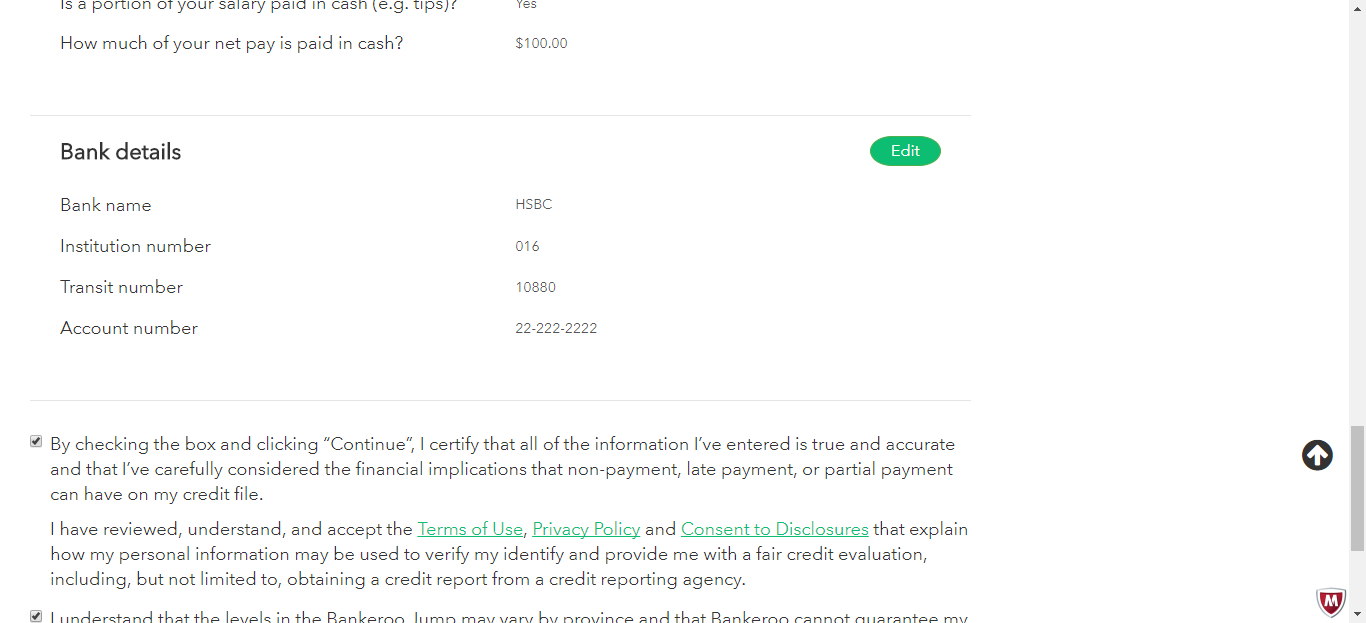 Is a portion of your salary paid in cash (e.g. tips)? Yes
How much of your net pay is paid in cash? $100.00
Bank details Edit
Bank name HSBC
Institution number 016
Transit number 10880
Account number 22-222-2222
By checking the box and clicking “Continue”, I certify that all of the information I’ve entered is true and accurate
and that I’ve carefully considered the financial implications that non-payment, late payment, or partial payment
can have on my credit file.
I have reviewed, understand, and accept the Terms of Use, Privacy Policy and Consent to Disclosures that explain
how my personal information may be used to verify my identify and provide me with a fair credit evaluation,
including, but not limited to, obtaining a credit report from a credit reporting agency.
I understand that the levels in the Bankeroo Jump may vary by province and that Bankeroo cannot guarantee my
M